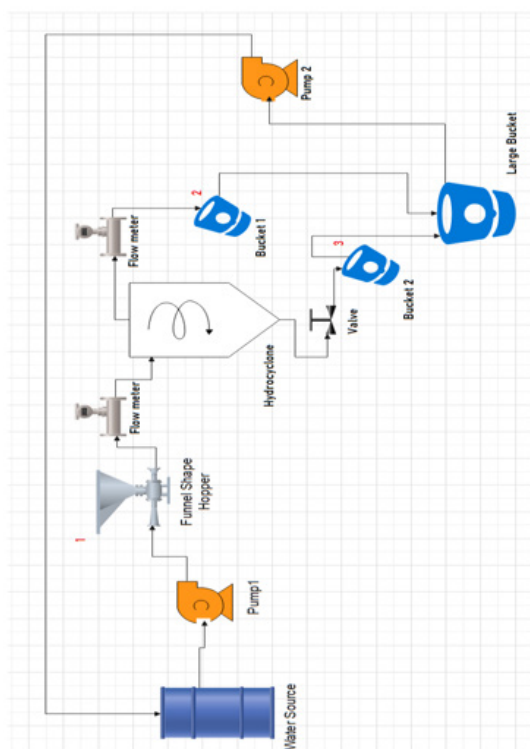 Pump 2
Large Bucket
2
Flow meter
Bucket 1
3
Bucket 2
Valve
Hydrocyclone
Flow meter
1
Funnel Shape
Hopper
Pump1
Water Source